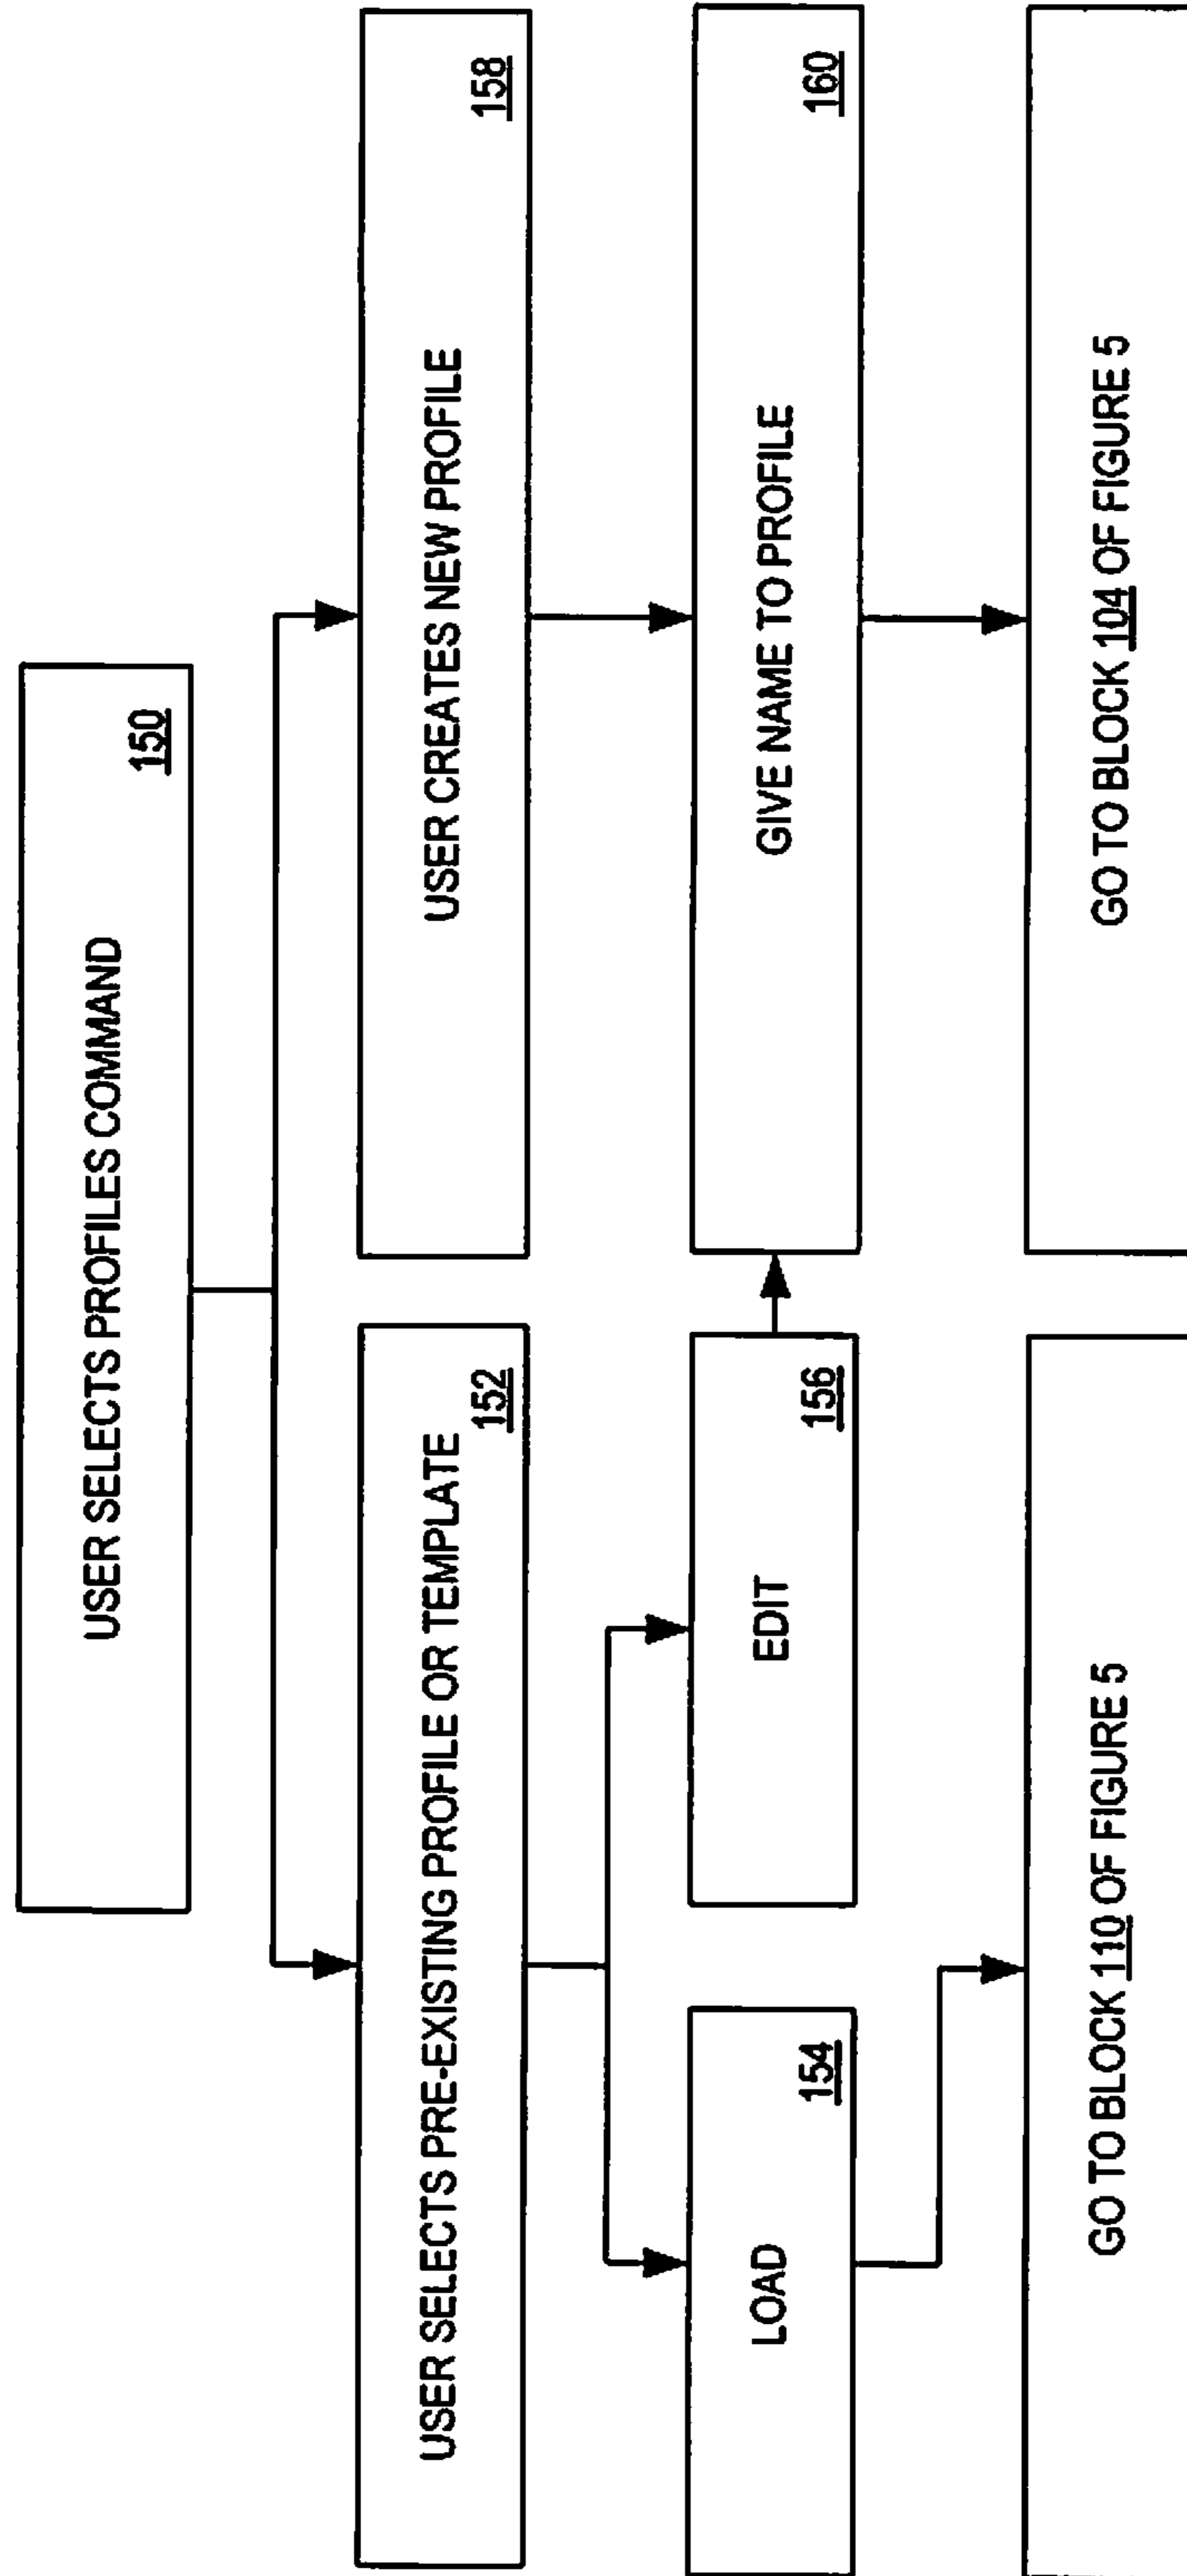 USER SELECTS PROFILES COMMAND
150
USER SELECTS PRE-EXISTING PROFILE OR TEMPLATE
152
USER CREATES NEW PROFILE
158
LOAD
154
EDIT
156
GIVE NAME TO PROFILE
160
GO TO BLOCK 110 OF FIGURE 5
GO TO BLOCK 104 OF FIGURE 5